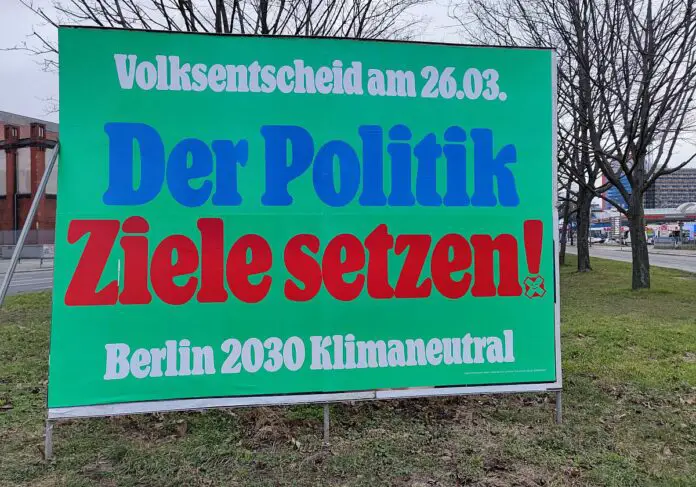 Volksentscheid am 26.03.
Der Politik
Ziele setzen!
Berlin 2030 Klimaneutral